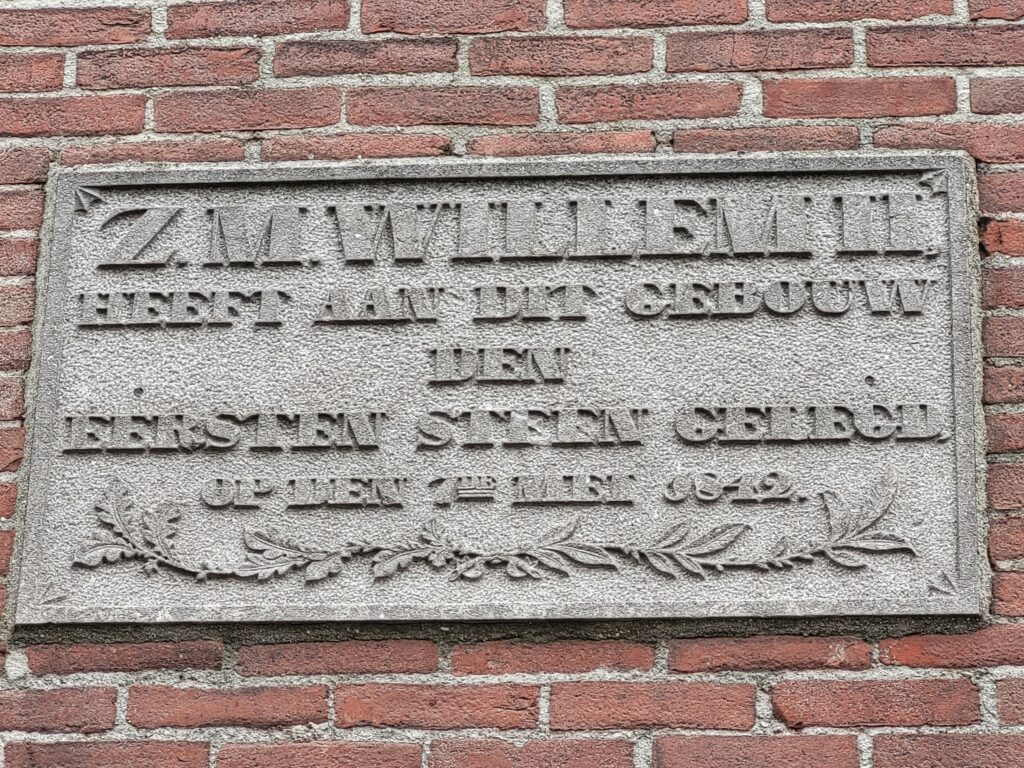 Z.M. WILLEM II,
HEEFT AAN DIT GEBOUW
DEN
EERSTEN STEEN GELEGD,
OP DEN 7DE MEI 1842.